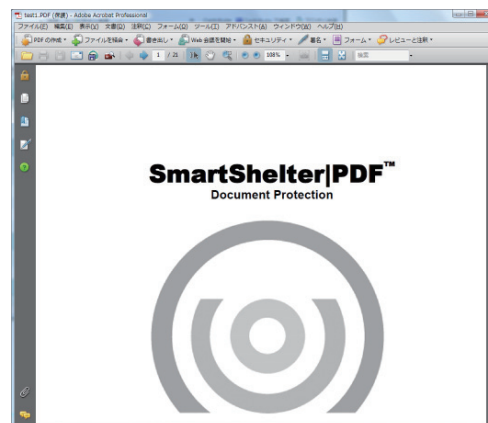 test1.PDF (保護) - Adobe Acrobat Professional
ファイル(E) 編集(E) 表示(V) 文書(D) 注釈(C) フォーム(O) ツール(T) アドバンスト(A) ウィンドウ(W) ヘルプ(H)
PDF の作成 ファイルを結合 書き出し Web 会議を開始 セキュリティ 署名 フォーム レビューと注釈
1 / 21 108% 検索
SmartShelter|PDF™
Document Protection